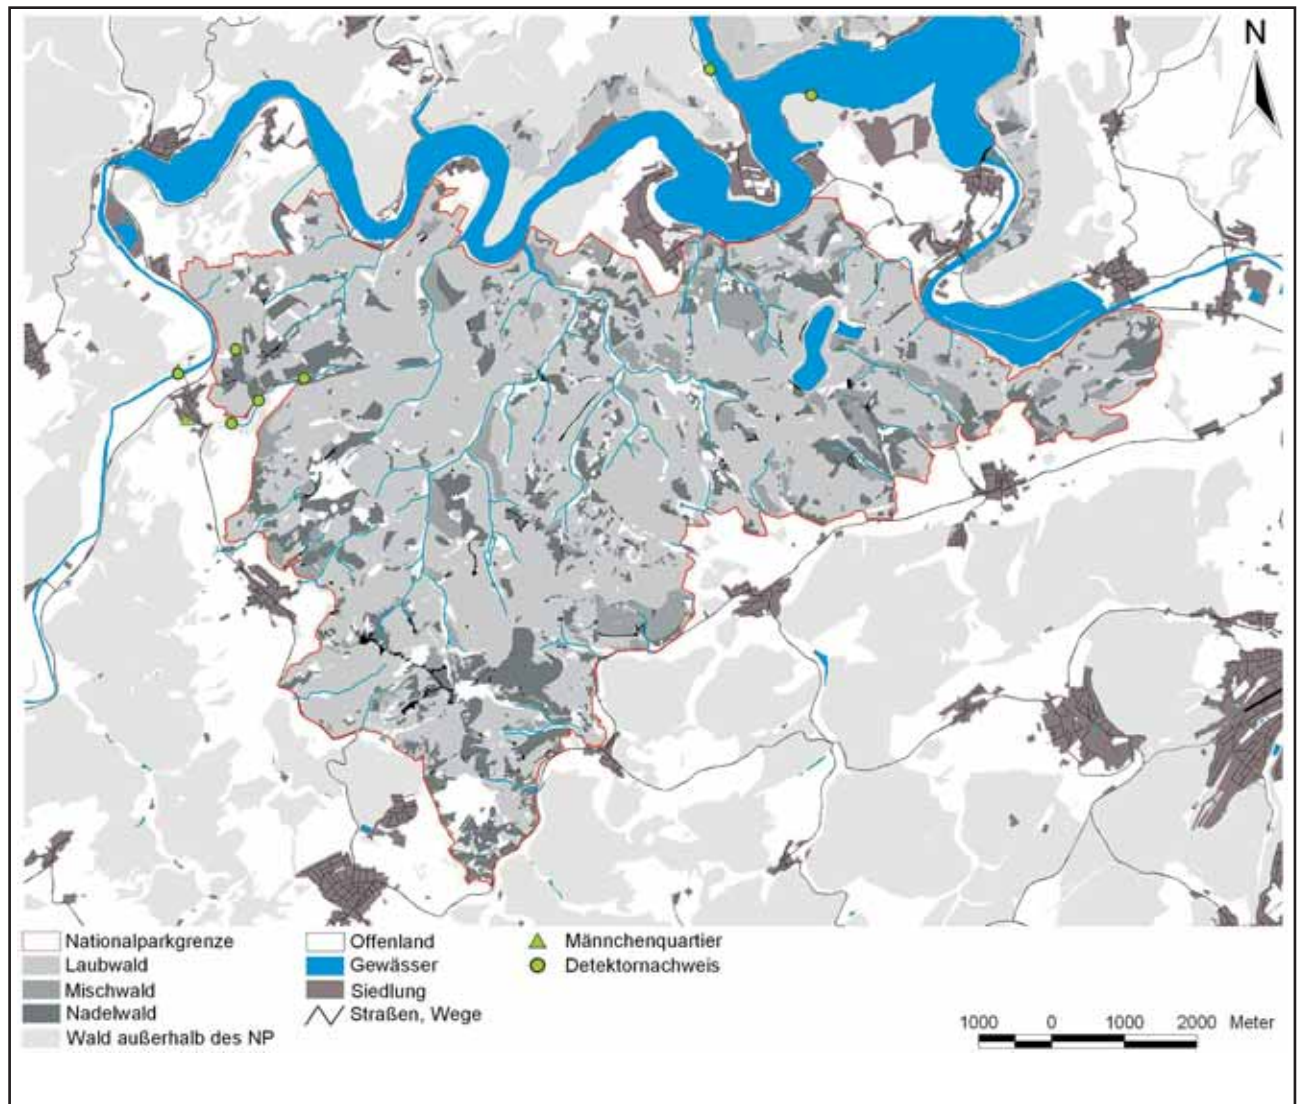 N
Nationalparkgrenze
Laubwald
Mischwald
Nadelwald
Wald außerhalb des NP
Offenland
Gewässer
Siedlung
Straßen, Wege
Männchenquartier
Detektornachweis
1000 0 1000 2000 Meter